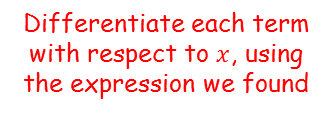 Differentiate each term
with respect to 𝑥, using
the expression we found